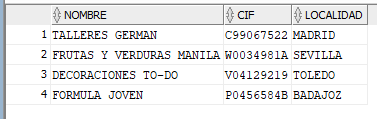 NOMBRE CIF LOCALIDAD
1 TALLERES GERMAN C99067522 MADRID
2 FRUTAS Y VERDURAS MANILA W0034981A SEVILLA
3 DECORACIONES TO-DO V04129219 TOLEDO
4 FORMULA JOVEN P0456584B BADAJOZ